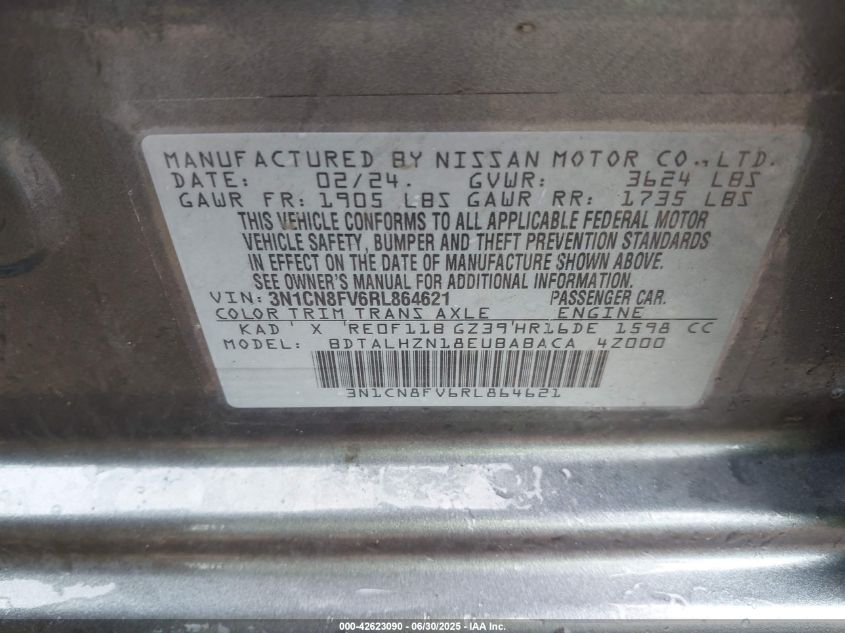 MANUFACTURED BY NISSAN MOTOR CO., LTD.
DATE: 02/24. GVWR: 3624 LBS
GAWR FR: 1905 LBS GAWR RR: 1735 LBS
THIS VEHICLE CONFORMS TO ALL APPLICABLE FEDERAL MOTOR
VEHICLE SAFETY, BUMPER AND THEFT PREVENTION STANDARDS
IN EFFECT ON THE DATE OF MANUFACTURE SHOWN ABOVE.
SEE OWNER'S MANUAL FOR ADDITIONAL INFORMATION.
VIN: 3N1CN8FV6RL864621 PASSENGER CAR.
COLOR TRIM TRANS AXLE ENGINE
KAD ' X 'RE0F11B GZ39'HR16DE 1598 CC
MODEL: BDTALHZN18EUBABACA 4Z000
3N1CN8FV6RL864621
000-42623090 - 06/30/2025 - IAA Inc.